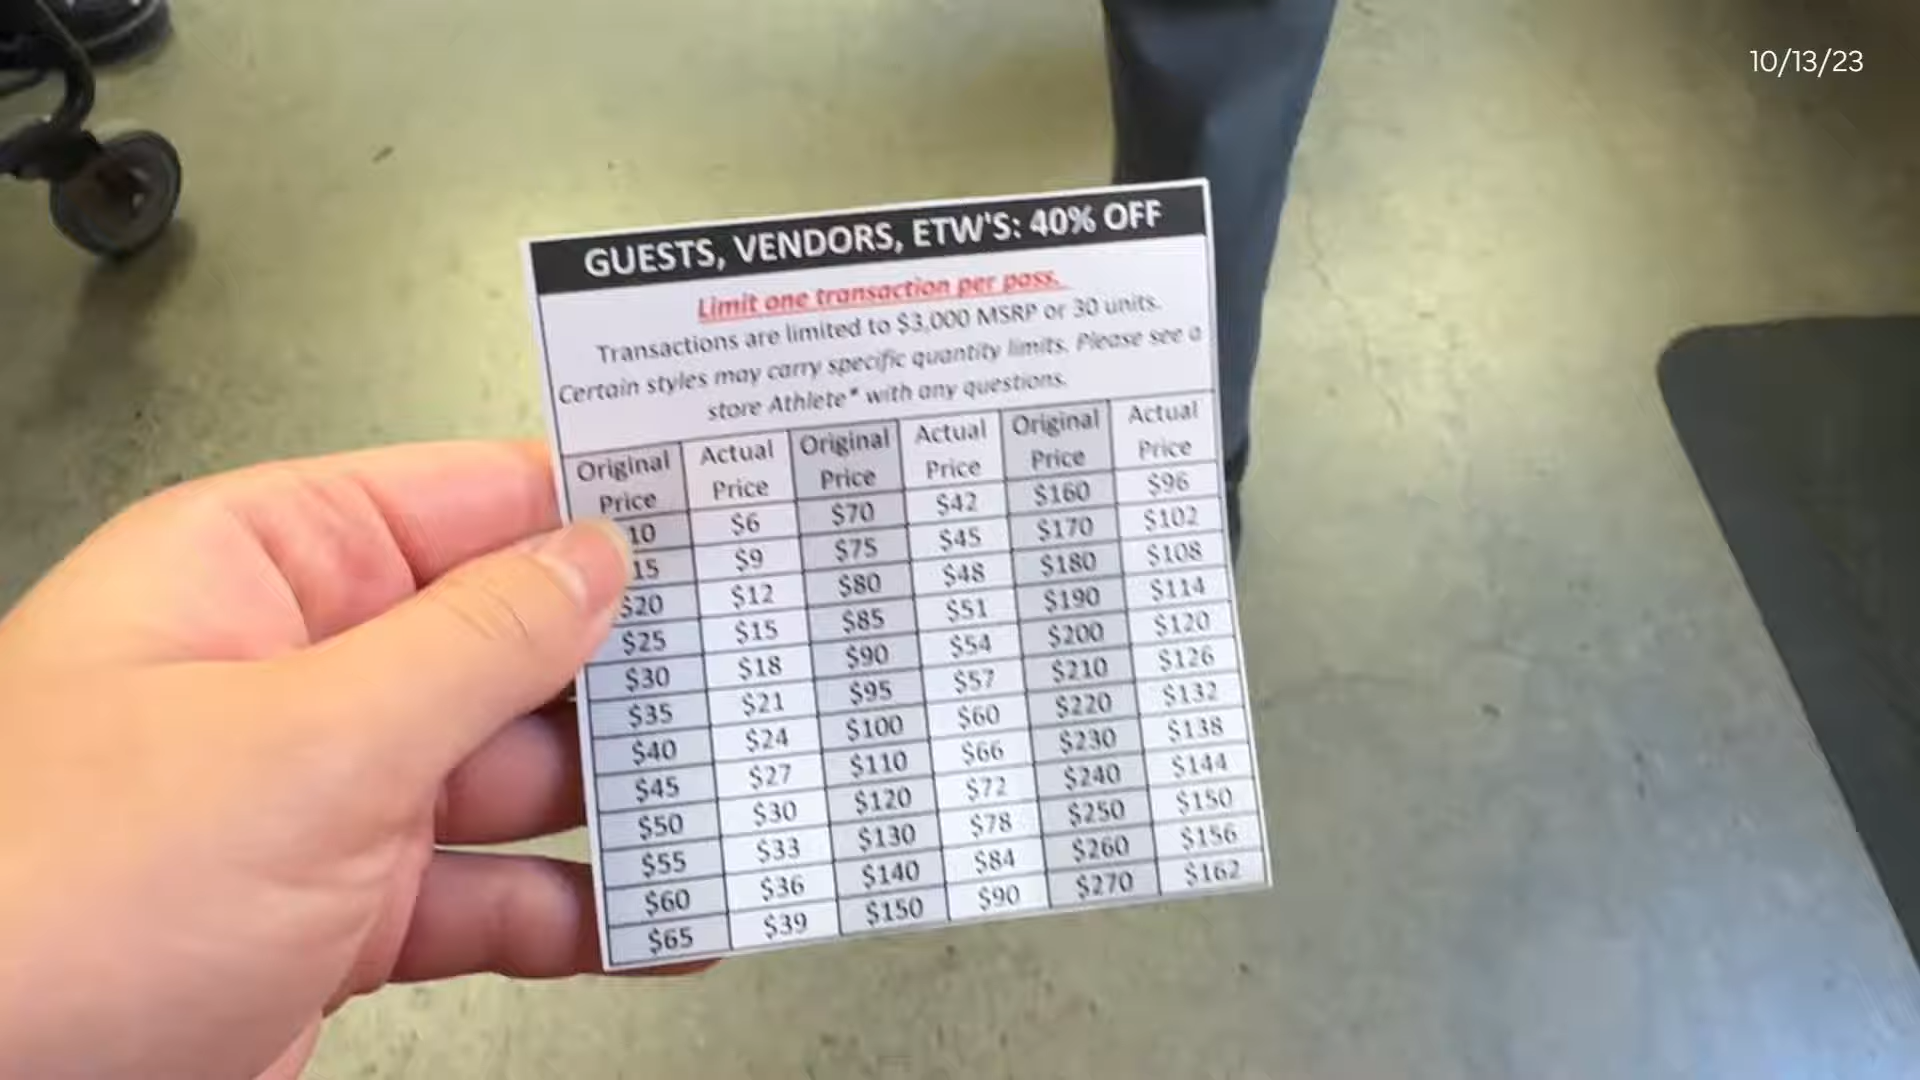 10/13/23
GUESTS, VENDORS, ETW'S: 40% OFF
Limit one transaction per pass.
Transactions are limited to $3,000 MSRP or 30 units.
Certain styles may carry specific quantity limits. Please see a
store Athlete* with any questions.
Original Price Actual Price Original Price Actual Price Original Price Actual Price
10 $6 $70 $42 $160 $96
15 $9 $75 $45 $170 $102
$20 $12 $80 $48 $180 $108
$25 $15 $85 $51 $190 $114
$30 $18 $90 $54 $200 $120
$35 $21 $95 $57 $210 $126
$40 $24 $100 $60 $220 $132
$45 $27 $110 $66 $230 $138
$50 $30 $120 $72 $240 $144
$55 $33 $130 $78 $250 $150
$60 $36 $140 $84 $260 $156
$65 $39 $150 $90 $270 $162